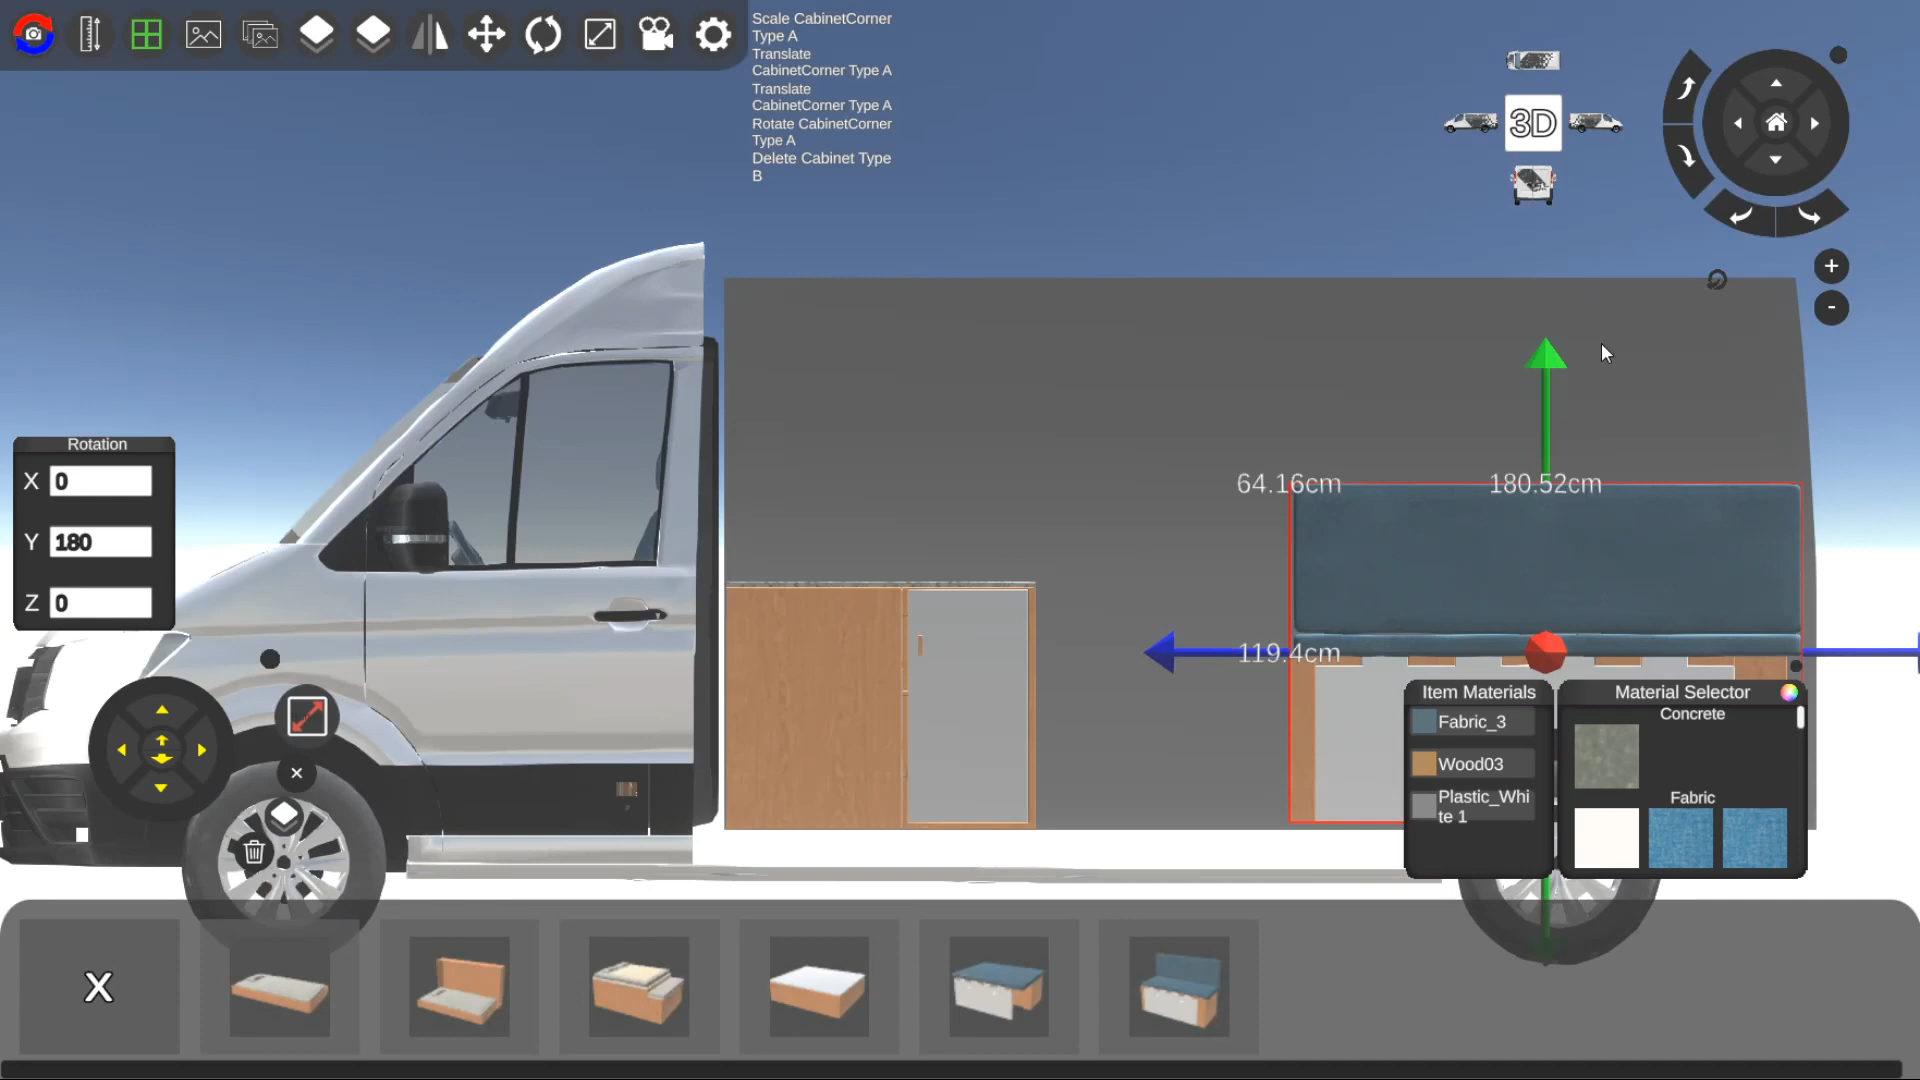 Scale CabinetCorner
Type A
Translate
CabinetCorner Type A
Translate
CabinetCorner Type A
Rotate CabinetCorner
Type A
Delete Cabinet Type
B
3D
+
-
Rotation
X 0
Y 180
Z 0
64.16cm
180.52cm
119.4cm
Item Materials
Fabric_3
Wood03
Plastic_Whi
te 1
Material Selector
Concrete
Fabric
X